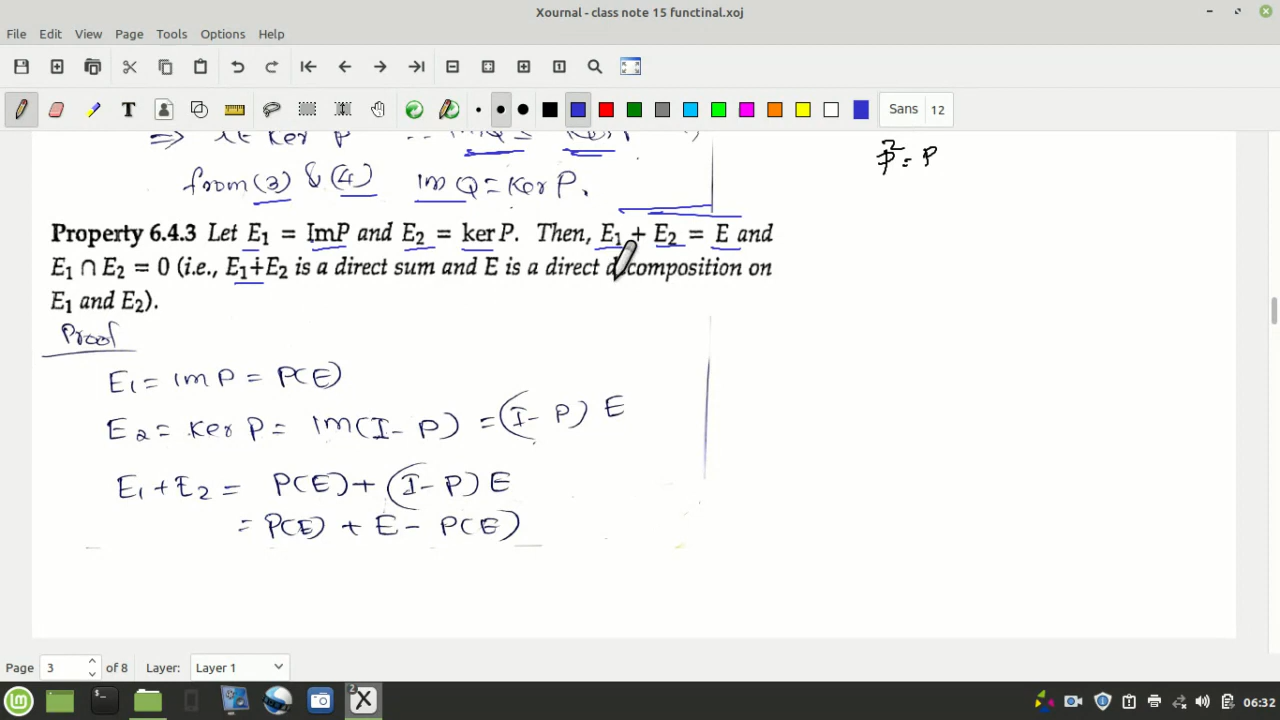 Xournal - class note 15 functinal.xoj
File Edit View Page Tools Options Help
Sans 12
⇒ x∈ Ker P
P² = P
from (3) & (4) Im Q = Ker P.
Property 6.4.3 Let E₁ = ImP and E₂ = ker P. Then, E₁ + E₂ = E and
E₁ ∩ E₂ = 0 (i.e., E₁+E₂ is a direct sum and E is a direct decomposition on
E₁ and E₂).
Proof
E₁ = Im P = P(E)
E₂ = Ker P = Im(I - P) = (I - P) E
E₁ + E₂ = P(E) + (I - P) E
= P(E) + E - P(E)
Page 3 of 8 Layer: Layer 1
2
06:32